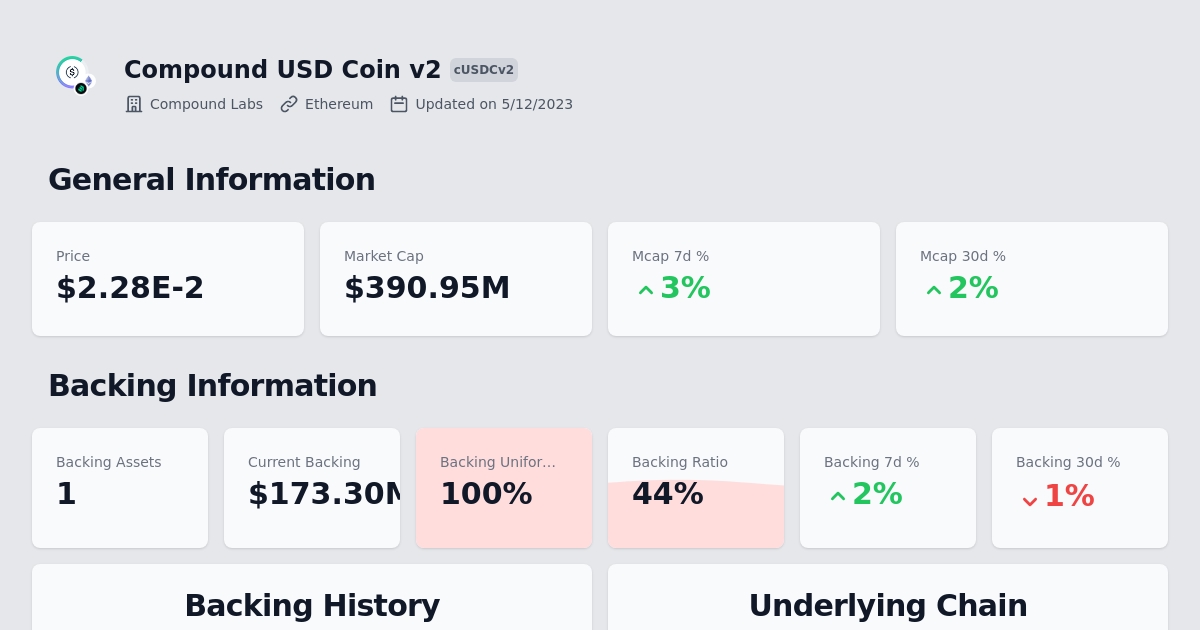 Compound USD Coin v2 cUSDCv2
Compound Labs Ethereum Updated on 5/12/2023
General Information
Price Market Cap Mcap 7d % Mcap 30d %
$2.28E-2 $390.95M 3% 2%
Backing Information
Backing Assets Current Backing Backing Unifor... Backing Ratio Backing 7d % Backing 30d %
1 $173.30M 100% 44% 2% 1%
Backing History Underlying Chain